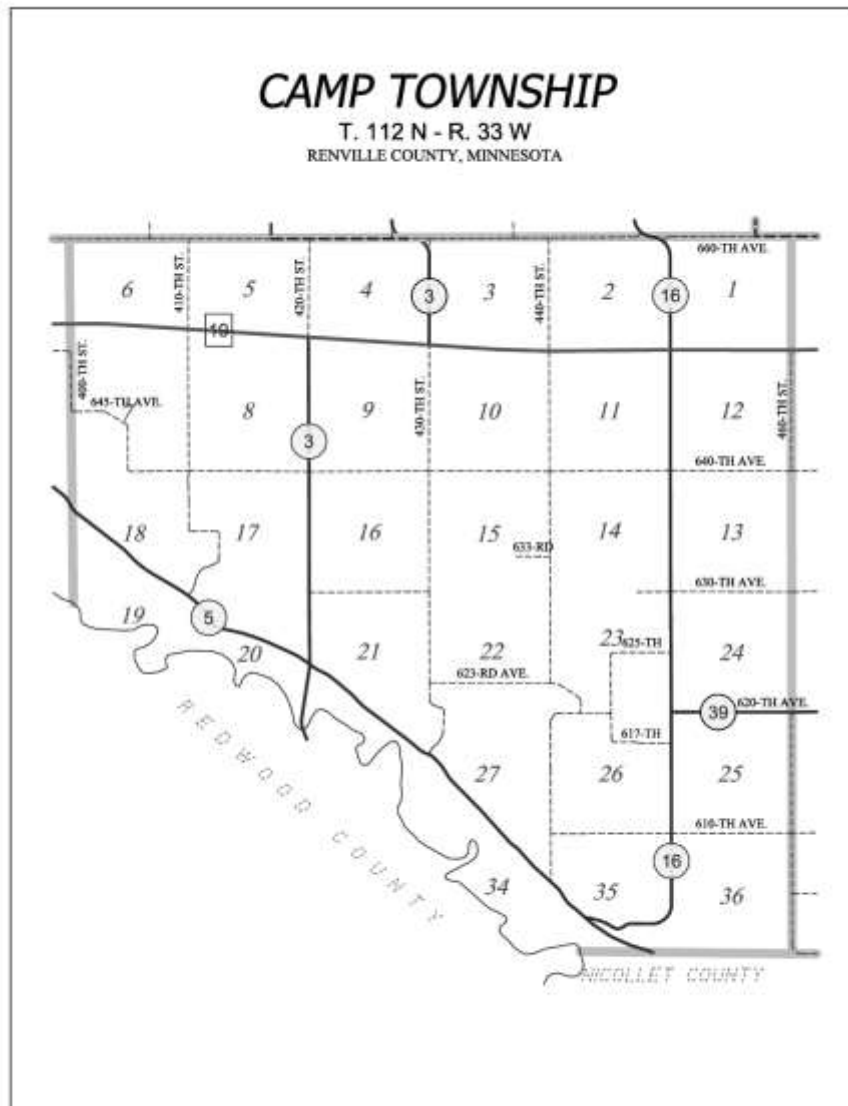 CAMP TOWNSHIP
T. 112 N - R. 33 W
RENVILLE COUNTY, MINNESOTA
660-TH AVE.
410-TH ST.
420-TH ST.
440-TH ST.
6
5
4
3
3
2
16
1
19
400-TH ST.
430-TH ST.
460-TH ST.
645-TH AVE.
8
9
10
11
12
3
640-TH AVE.
18
17
16
15
14
13
633-RD
630-TH AVE.
19
5
20
21
22
23
625-TH
24
623-RD AVE.
620-TH AVE.
39
617-TH
REDWOOD COUNTY
27
26
25
610-TH AVE.
16
34
35
36
NICOLLET COUNTY